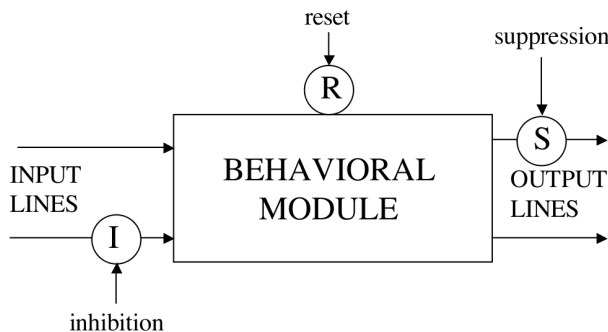 reset
suppression
R
S
BEHAVIORAL
MODULE
INPUT
LINES
OUTPUT
LINES
I
inhibition